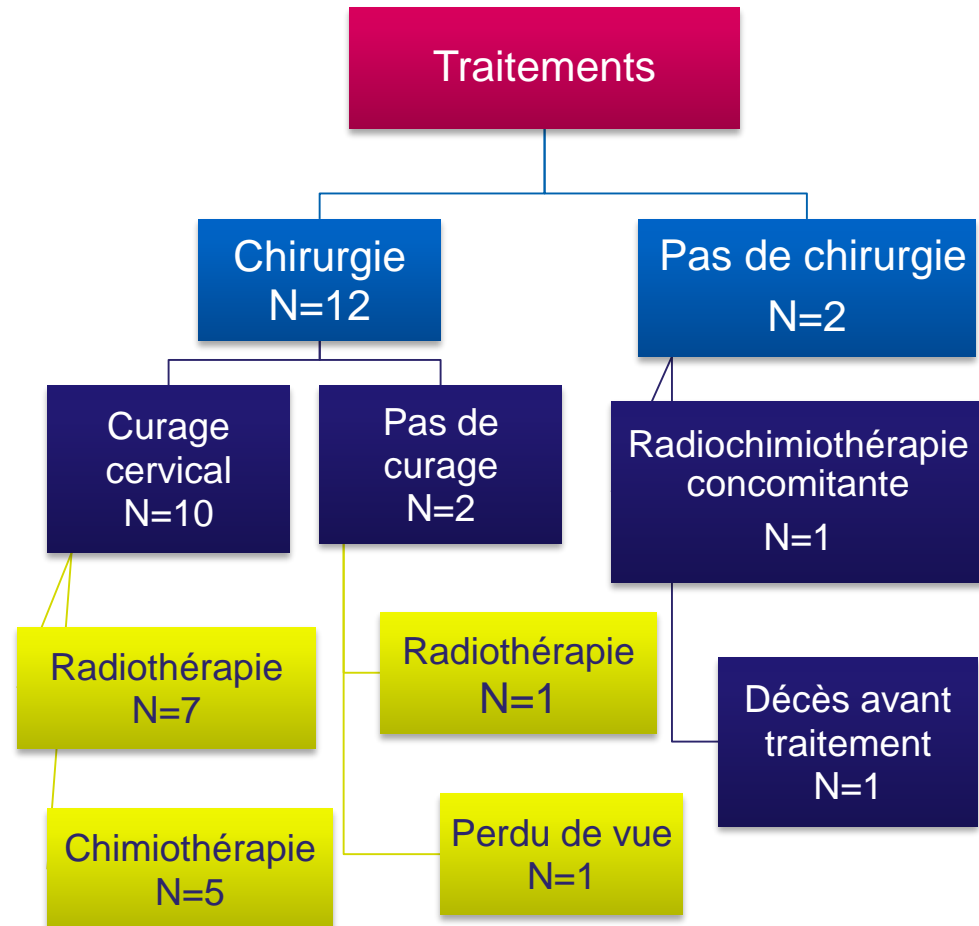 Traitements
Chirurgie
N=12
Pas de chirurgie
N=2
Curage
cervical
N=10
Pas de
curage
N=2
Radiochimiothérapie
concomitante
N=1
Radiothérapie
N=7
Radiothérapie
N=1
Décès avant
traitement
N=1
Chimiothérapie
N=5
Perdu de vue
N=1